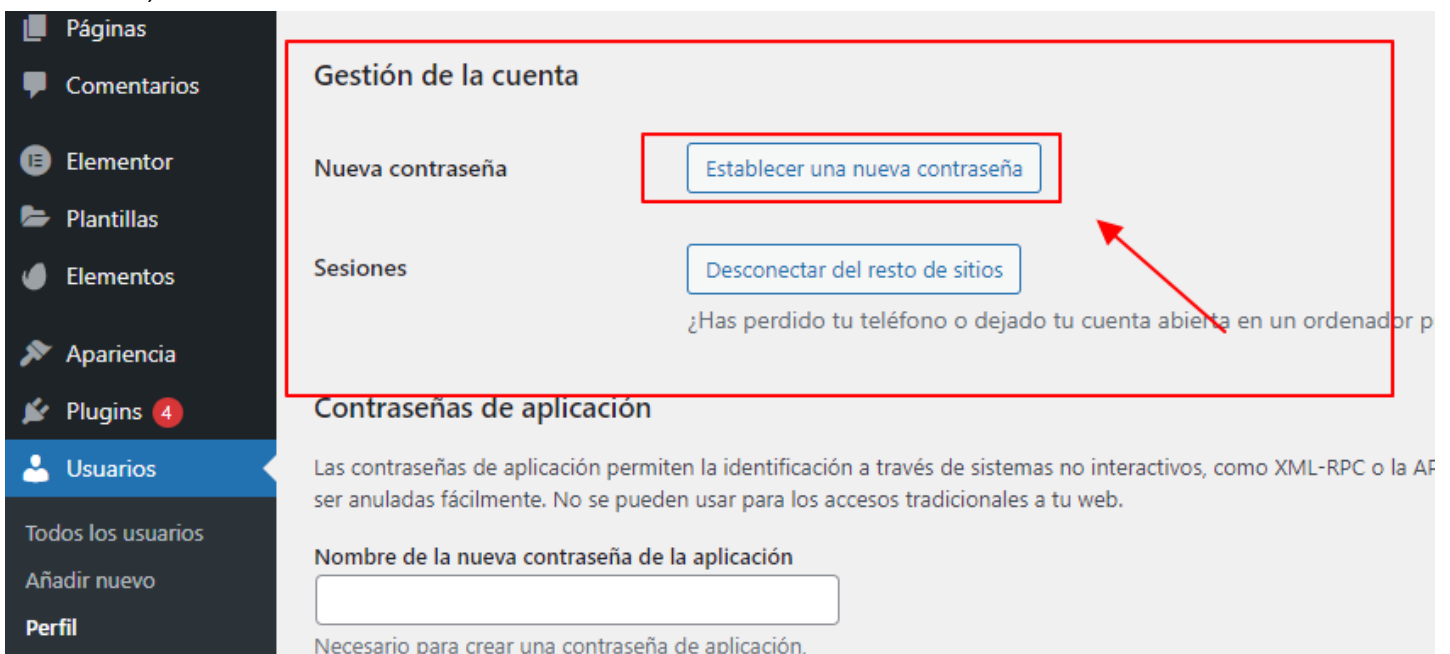 Páginas
Comentarios
Elementor
Plantillas
Elementos
Apariencia
Plugins 4
Usuarios
Todos los usuarios
Añadir nuevo
Perfil
Gestión de la cuenta
Nueva contraseña
Establecer una nueva contraseña
Sesiones
Desconectar del resto de sitios
¿Has perdido tu teléfono o dejado tu cuenta abierta en un ordenador p
Contraseñas de aplicación
Las contraseñas de aplicación permiten la identificación a través de sistemas no interactivos, como XML-RPC o la AP
ser anuladas fácilmente. No se pueden usar para los accesos tradicionales a tu web.
Nombre de la nueva contraseña de la aplicación
Necesario para crear una contraseña de aplicación.